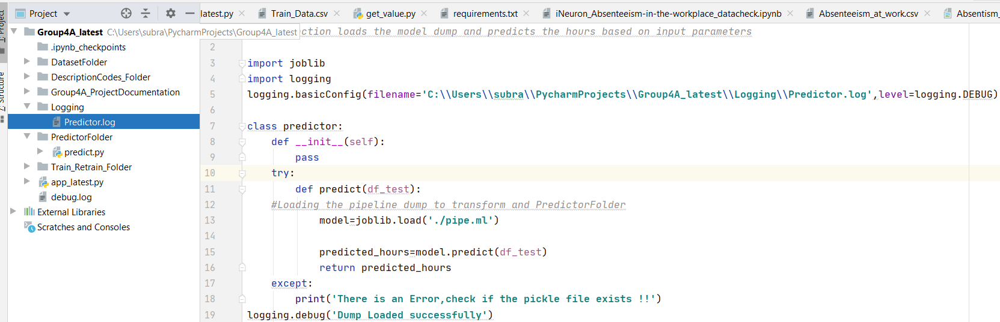 Project
latest.py
Train_Data.csv
get_value.py
requirements.txt
iNeuron_Absenteeism-in-the-workplace_datacheck.ipynb
Absenteeism_at_work.csv
Absentism_
Project
Structure
Group4A_latest C:\Users\subra\PycharmProjects\Group4A_latest
.ipynb_checkpoints
DatasetFolder
DescriptionCodes_Folder
Group4A_ProjectDocumentation
Logging
Predictor.log
PredictorFolder
predict.py
Train_Retrain_Folder
app_latest.py
debug.log
External Libraries
Scratches and Consoles
ction loads the model dump and predicts the hours based on input parameters
2
3 import joblib
4 import logging
5 logging.basicConfig(filename='C:\\Users\\subra\\PycharmProjects\\Group4A_latest\\Logging\\Predictor.log',level=logging.DEBUG)
6
7 class predictor:
8 def __init__(self):
9 pass
10 try:
11 def predict(df_test):
12 #Loading the pipeline dump to transform and PredictorFolder
13 model=joblib.load('./pipe.ml')
14
15 predicted_hours=model.predict(df_test)
16 return predicted_hours
17 except:
18 print('There is an Error,check if the pickle file exists !!')
19 logging.debug('Dump Loaded successfully')